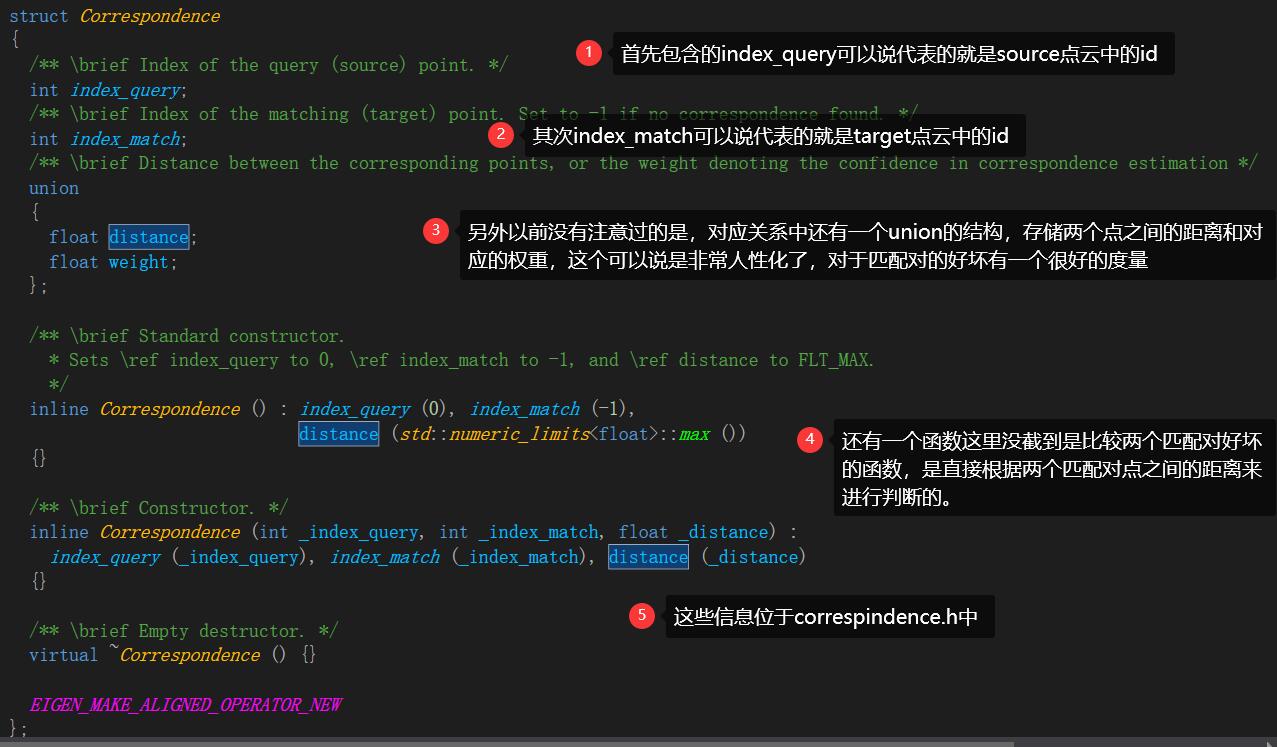 struct Correspondence
{
1 首先包含的index_query可以说代表的就是source点云中的id
/** \brief Index of the query (source) point. */
int index_query;
/** \brief Index of the matching (target) point. Set to -1 if no correspondence found. */
2 其次index_match可以说代表的就是target点云中的id
int index_match;
/** \brief Distance between the corresponding points, or the weight denoting the confidence in correspondence estimation */
union
{
3 另外以前没有注意过的是，对应关系中还有一个union的结构，存储两个点之间的距离和对
应的权重，这个可以说是非常人性化了，对于匹配对的好坏有一个很好的度量
float distance;
float weight;
};
/** \brief Standard constructor.
* Sets \ref index_query to 0, \ref index_match to -1, and \ref distance to FLT_MAX.
*/
inline Correspondence () : index_query (0), index_match (-1),
distance (std::numeric_limits<float>::max ())
{}
4 还有一个函数这里没截到是比较两个匹配对好坏
的函数，是直接根据两个匹配对点之间的距离来
进行判断的。
/** \brief Constructor. */
inline Correspondence (int _index_query, int _index_match, float _distance) :
index_query (_index_query), index_match (_index_match), distance (_distance)
{}
5 这些信息位于correspindence.h中
/** \brief Empty destructor. */
virtual ~Correspondence () {}
EIGEN_MAKE_ALIGNED_OPERATOR_NEW
};